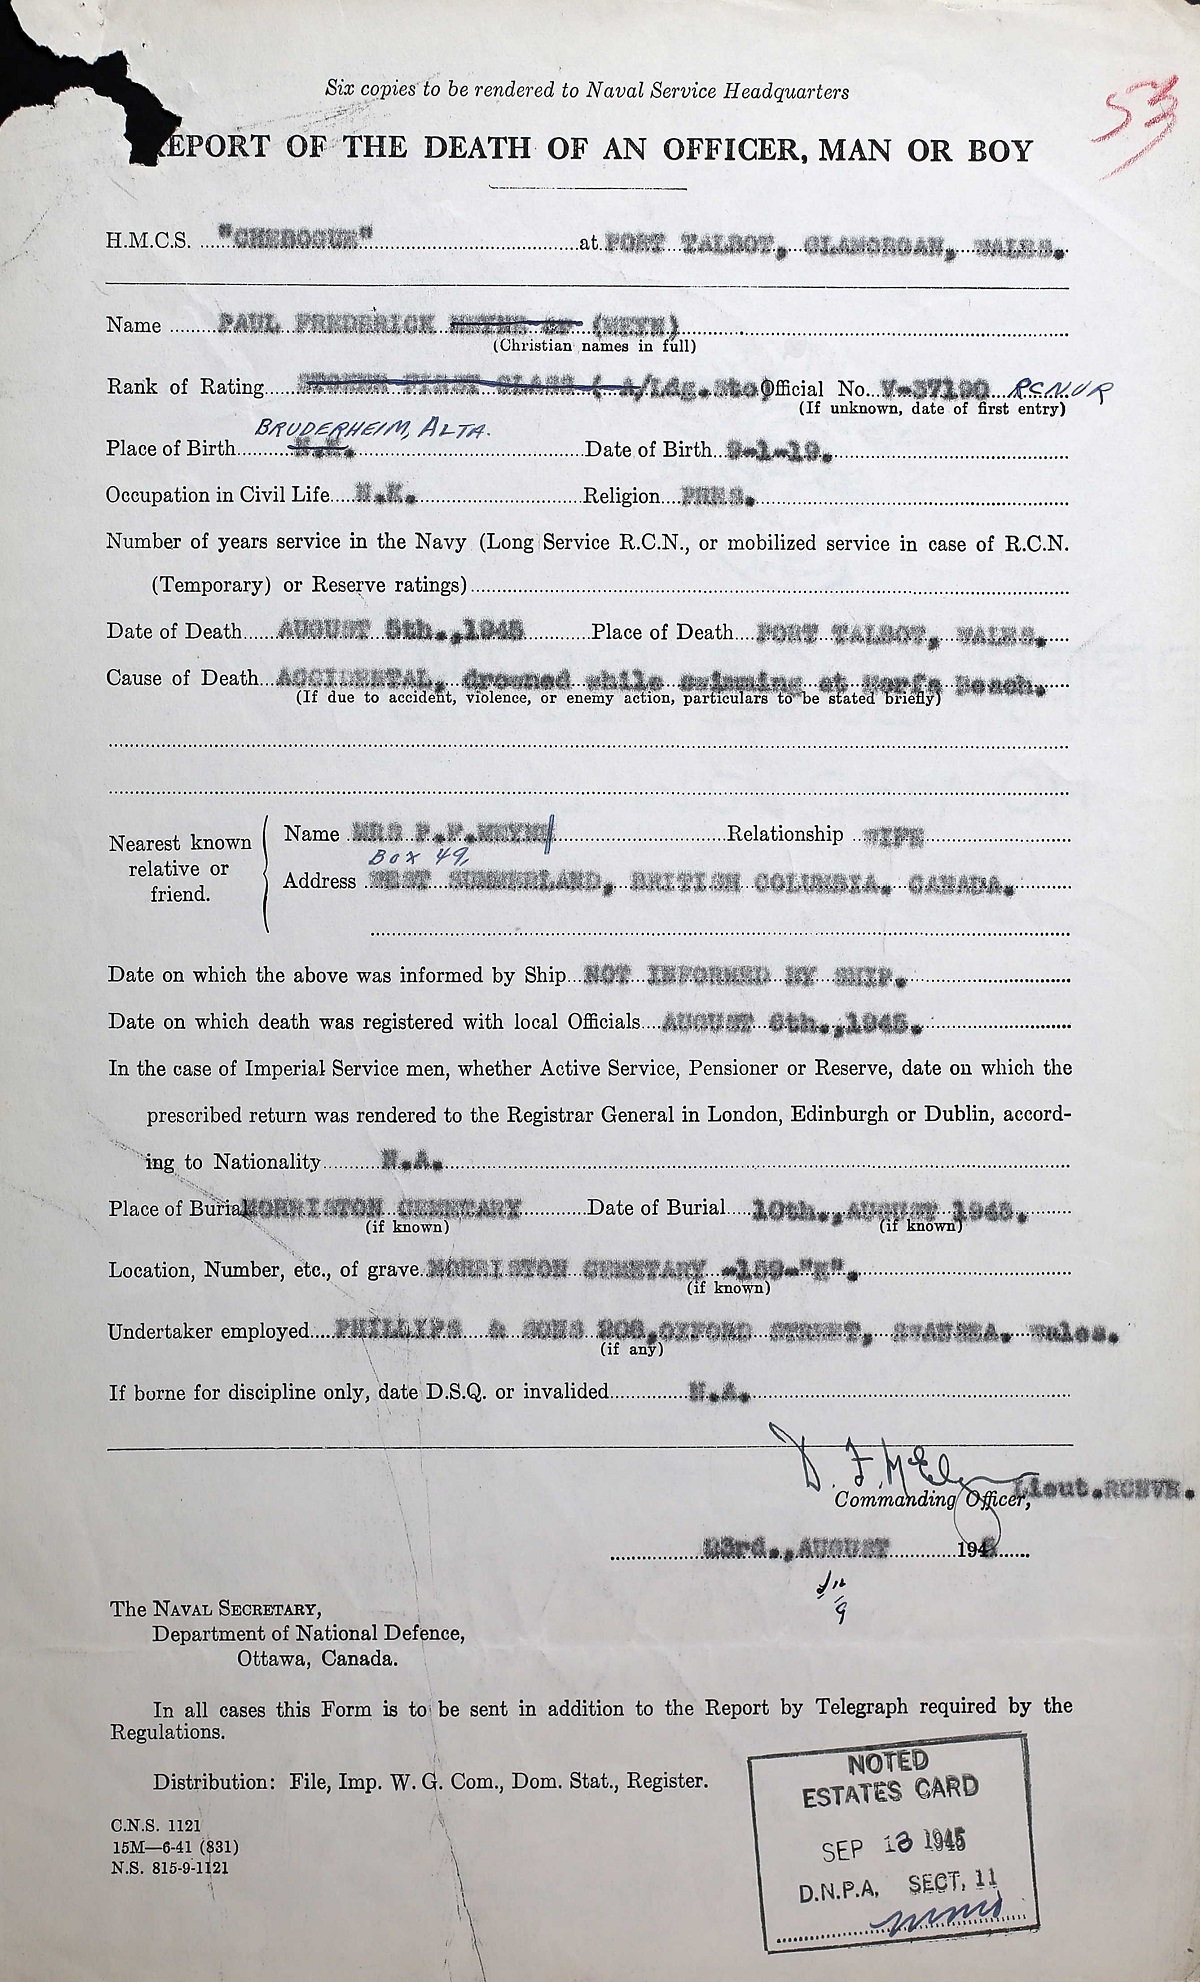 Six copies to be rendered to Naval Service Headquarters
53
EPORT OF THE DEATH OF AN OFFICER, MAN OR BOY
H.M.C.S. "CHEBOGUE" at PORT TALBOT, GLAMORGAN, WALES.
Name PAUL FREDERICK (MEYN)
(Christian names in full)
Rank of Rating STOKER FIRST CLASS ( A/Ldg.Sto) Official No. V-37190 RCNVR
(If unknown, date of first entry)
BRUDERHEIM, ALTA.
Place of Birth N.K. Date of Birth 9-1-19.
Occupation in Civil Life N.K. Religion PRES.
Number of years service in the Navy (Long Service R.C.N., or mobilized service in case of R.C.N.
(Temporary) or Reserve ratings)
Date of Death AUGUST 5th.,1945 Place of Death PORT TALBOT, WALES.
Cause of Death ACCIDENTAL, drowned while swimming at Morfa Beach.
(If due to accident, violence, or enemy action, particulars to be stated briefly)
Nearest known relative or friend.
Name MRS P.F.MEYN Relationship WIFE
Box 49,
Address WEST SUMMERLAND, BRITISH COLUMBIA. CANADA.
Date on which the above was informed by Ship NOT INFORMED BY SHIP.
Date on which death was registered with local Officials AUGUST 6th.,1945.
In the case of Imperial Service men, whether Active Service, Pensioner or Reserve, date on which the
prescribed return was rendered to the Registrar General in London, Edinburgh or Dublin, accord-
ing to Nationality N.A.
Place of Burial MORRISTON CEMETARY Date of Burial 10th.,AUGUST 1945.
(if known) (if known)
Location, Number, etc., of grave MORRISTON CEMETARY -159-"K".
(if known)
Undertaker employed PHILLIPS & SONS 208,OXFORD STREET, SWANSEA. Wales.
(if any)
If borne for discipline only, date D.S.Q. or invalided N.A.
D. F. McEl
Commanding Officer, Lieut.RCNVR.
23rd.,AUGUST 1945
The NAVAL SECRETARY,
Department of National Defence,
Ottawa, Canada.
In all cases this Form is to be sent in addition to the Report by Telegraph required by the
Regulations.
Distribution: File, Imp. W. G. Com., Dom. Stat., Register.
C.N.S. 1121
15M—6-41 (831)
N.S. 815-9-1121
NOTED
ESTATES CARD
SEP 13 1945
D.N.P.A. SECT. 11